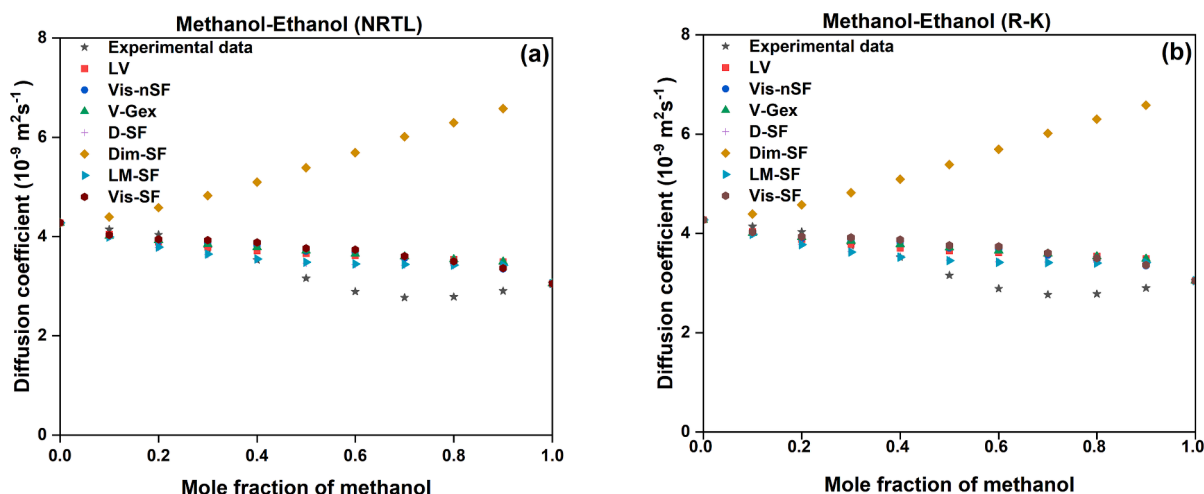 Methanol-Ethanol (NRTL)
(a)
Experimental data
LV
Vis-nSF
V-Gex
D-SF
Dim-SF
LM-SF
Vis-SF
Diffusion coefficient (10⁻⁹ m²s⁻¹)
8
6
4
2
0
0.0 0.2 0.4 0.6 0.8 1.0
Mole fraction of methanol
Methanol-Ethanol (R-K)
(b)
Experimental data
LV
Vis-nSF
V-Gex
D-SF
Dim-SF
LM-SF
Vis-SF
Diffusion coefficient (10⁻⁹ m²s⁻¹)
8
6
4
2
0
0.0 0.2 0.4 0.6 0.8 1.0
Mole fraction of methanol